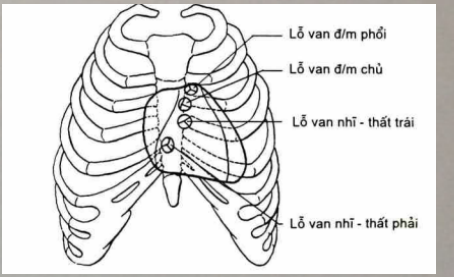 Lỗ van đ/m phổi
Lỗ van đ/m chủ
Lỗ van nhĩ - thất trái
Lỗ van nhĩ - thất phải